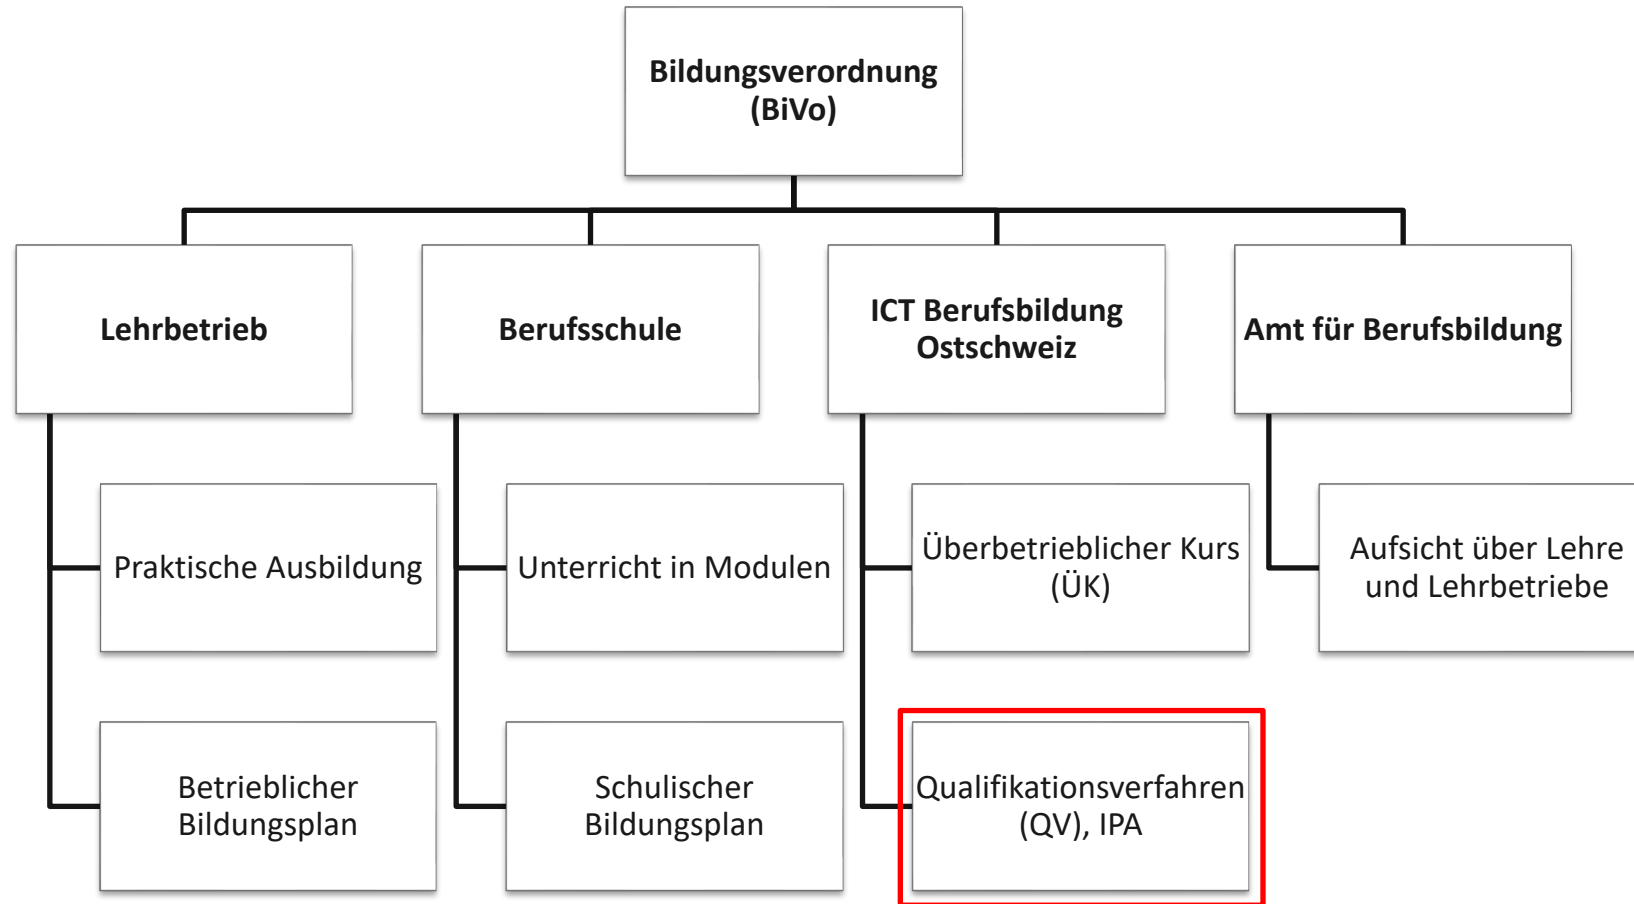 Bildungsverordnung
(BiVo)
Lehrbetrieb
Berufsschule
ICT Berufsbildung
Ostschweiz
Amt für Berufsbildung
Praktische Ausbildung
Unterricht in Modulen
Überbetrieblicher Kurs
(ÜK)
Aufsicht über Lehre
und Lehrbetriebe
Betrieblicher
Bildungsplan
Schulischer
Bildungsplan
Qualifikationsverfahren
(QV), IPA